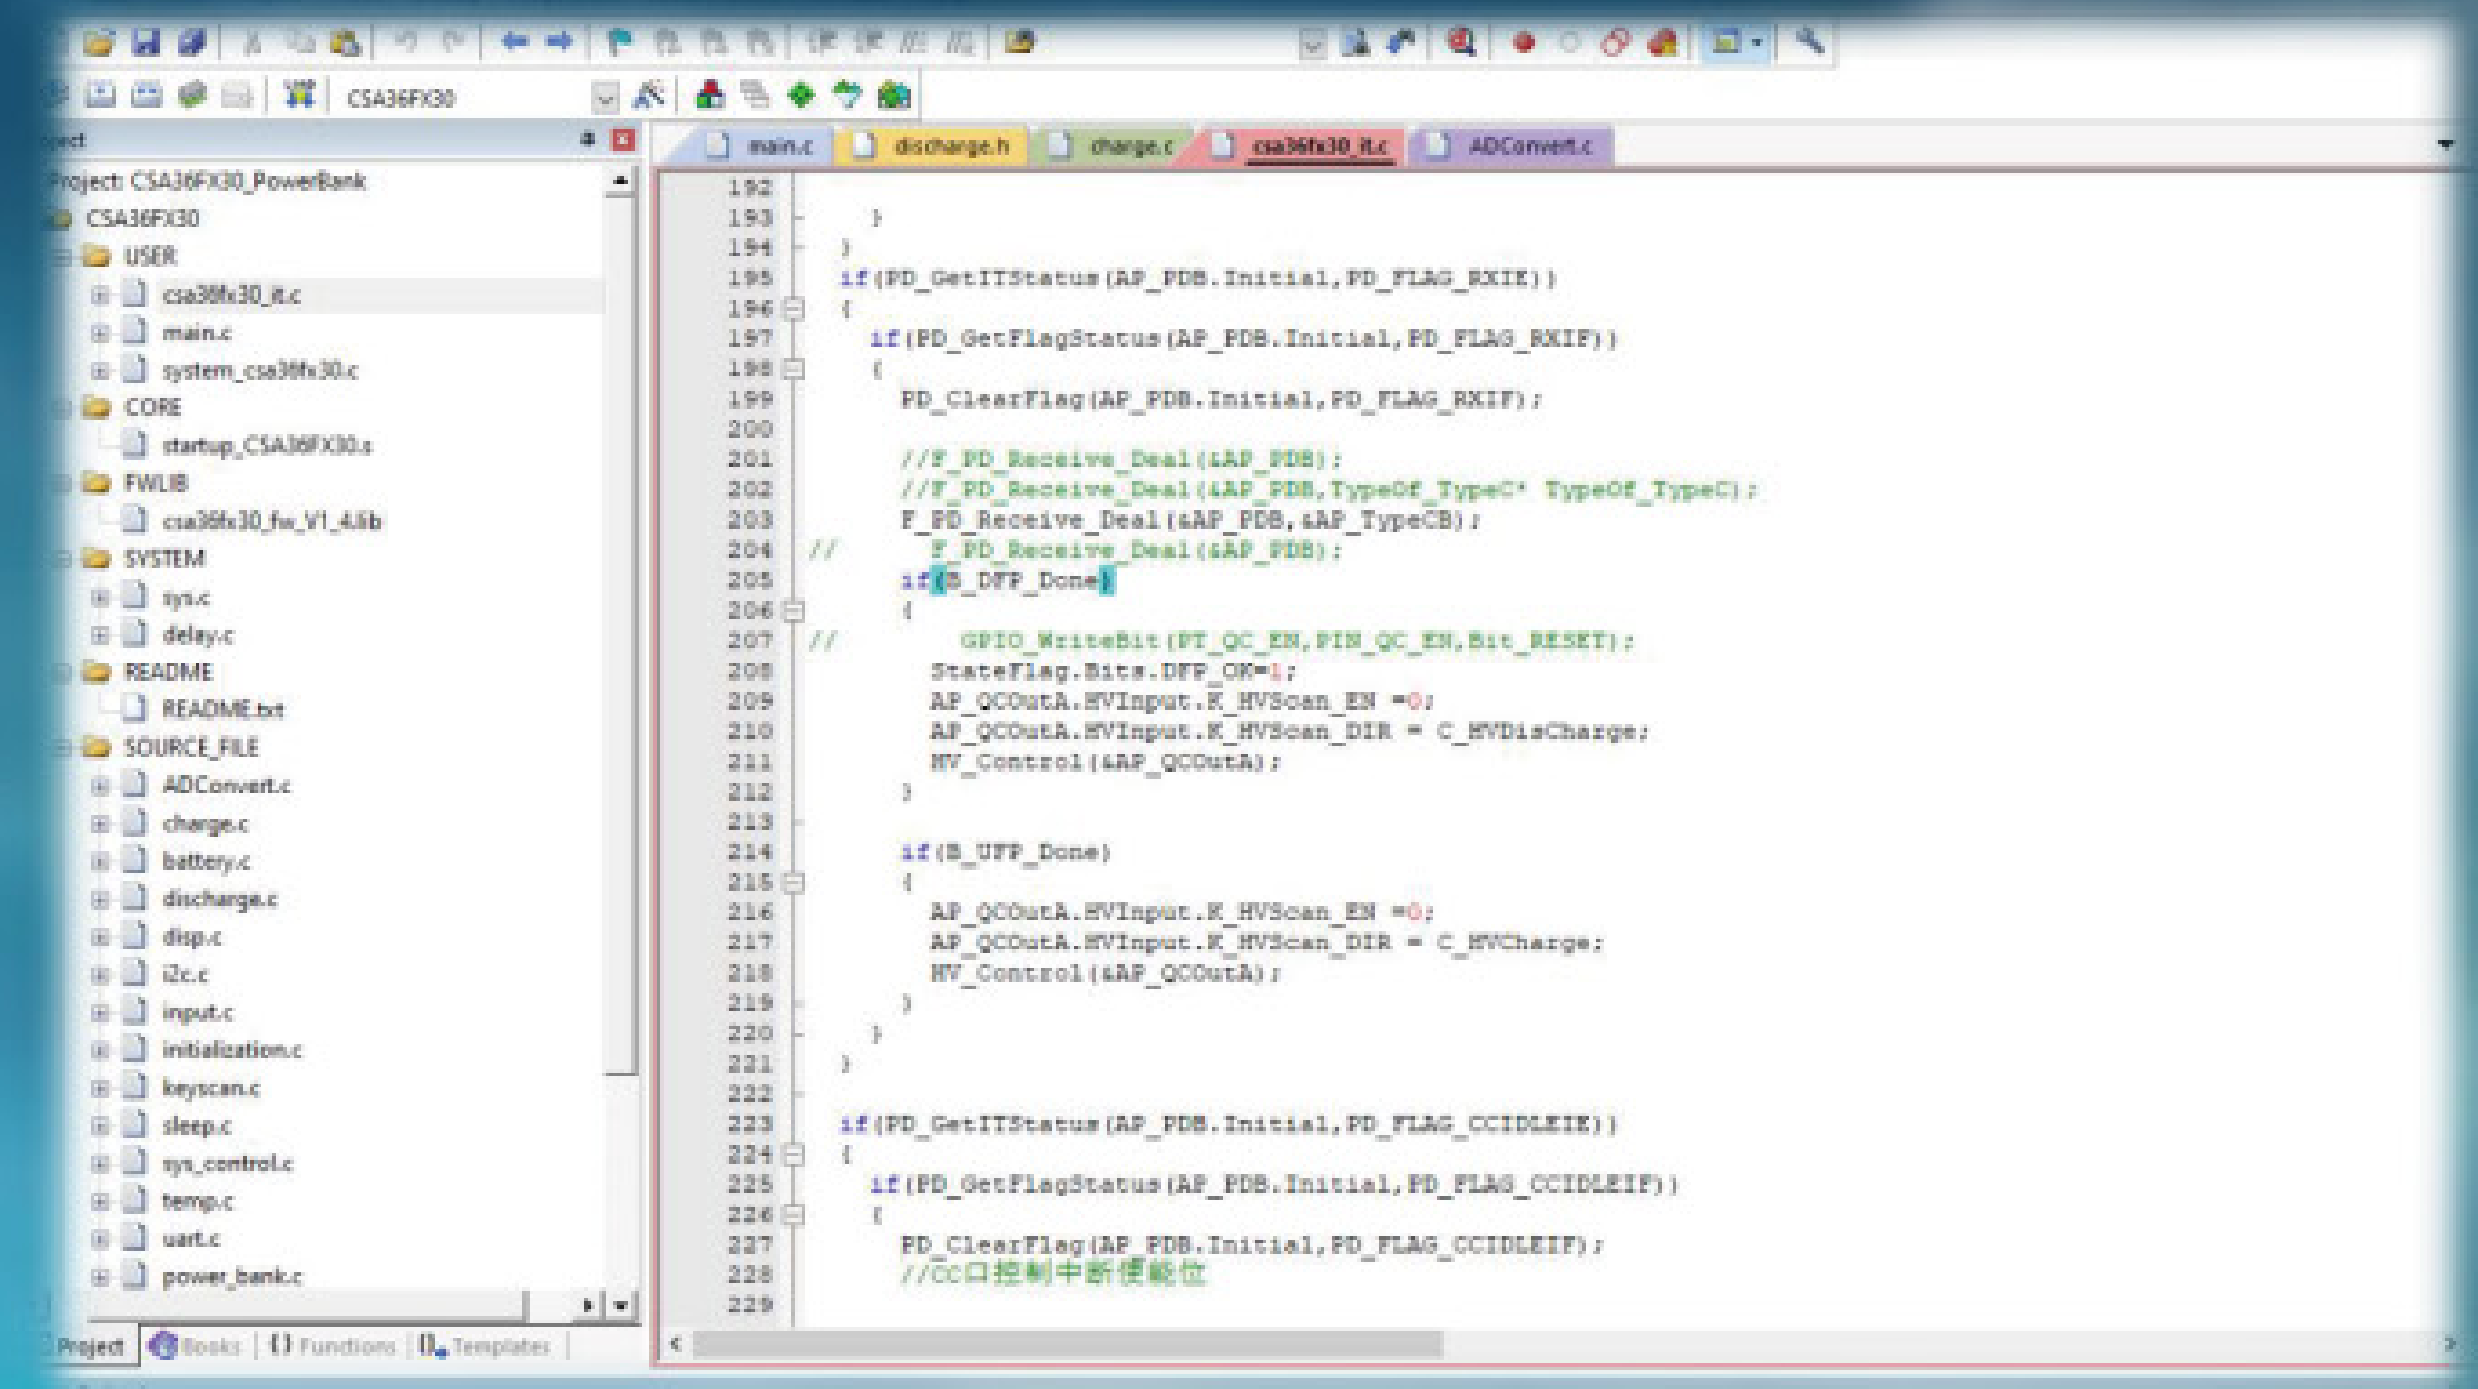 CSA36FX30
Project: CSA36FX30_PowerBank
CSA36FX30
USER
csa36fx30_it.c
main.c
system_csa36fx30.c
CORE
startup_CSA36FX30.s
FWLIB
csa36fx30_fw_V1_4.lib
SYSTEM
sys.c
delay.c
README
README.txt
SOURCE_FILE
ADConvert.c
charge.c
battery.c
discharge.c
disp.c
i2c.c
input.c
initialization.c
keyscan.c
sleep.c
sys_control.c
temp.c
uart.c
power_bank.c
Project Books {} Functions Templates
main.c discharge.h charge.c csa36fx30_it.c ADConvert.c
192
193 }
194 }
195 if(PD_GetITStatus(AP_PDB.Initial,PD_FLAG_RXIE))
196 {
197 if(PD_GetFlagStatus(AP_PDB.Initial,PD_FLAG_RXIF))
198 {
199 PD_ClearFlag(AP_PDB.Initial,PD_FLAG_RXIF);
200
201 //F_PD_Receive_Deal(&AP_PDB);
202 //F_PD_Receive_Deal(&AP_PDB,TypeOf_TypeC* TypeOf_TypeC);
203 F_PD_Receive_Deal(&AP_PDB,&AP_TypeCB);
204 // F_PD_Receive_Deal(&AP_PDB);
205 if(B_DFP_Done)
206 {
207 // GPIO_WriteBit(PT_QC_EN,PIN_QC_EN,Bit_RESET);
208 StateFlag.Bits.DFP_OK=1;
209 AP_QCOutA.HVInput.K_HVScan_EN =0;
210 AP_QCOutA.HVInput.K_HVScan_DIR = C_HVDisCharge;
211 HV_Control(&AP_QCOutA);
212 }
213
214 if(B_UFP_Done)
215 {
216 AP_QCOutA.HVInput.K_HVScan_EN =0;
217 AP_QCOutA.HVInput.K_HVScan_DIR = C_HVCharge;
218 HV_Control(&AP_QCOutA);
219 }
220 }
221 }
222
223 if(PD_GetITStatus(AP_PDB.Initial,PD_FLAG_CCIDLEIE))
224 {
225 if(PD_GetFlagStatus(AP_PDB.Initial,PD_FLAG_CCIDLEIF))
226 {
227 PD_ClearFlag(AP_PDB.Initial,PD_FLAG_CCIDLEIF);
228 //CC口控制中断使能位
229